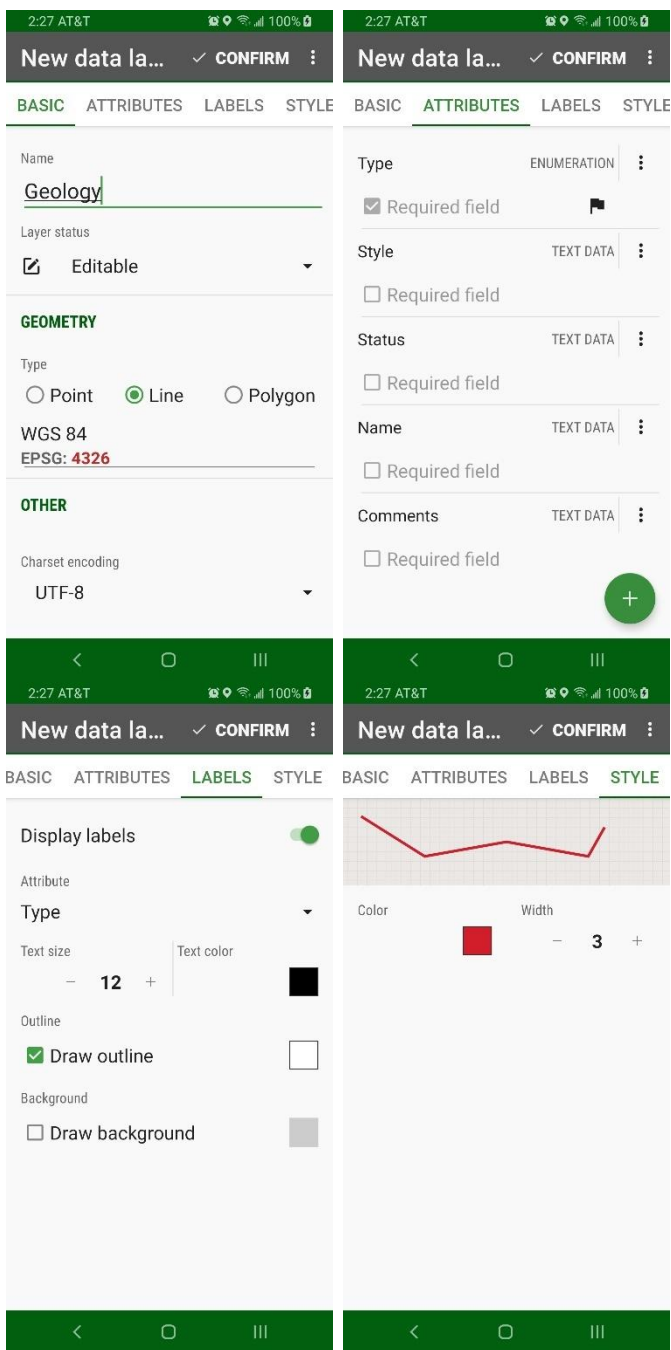 2:27 AT&T 100%
New data la... CONFIRM
BASIC ATTRIBUTES LABELS STYLE
Name
Geology
Layer status
Editable
GEOMETRY
Type
Point Line Polygon
WGS 84
EPSG: 4326
OTHER
Charset encoding
UTF-8
2:27 AT&T 100%
New data la... CONFIRM
BASIC ATTRIBUTES LABELS STYLE
Type ENUMERATION
Required field
Style TEXT DATA
Required field
Status TEXT DATA
Required field
Name TEXT DATA
Required field
Comments TEXT DATA
Required field
+
2:27 AT&T 100%
New data la... CONFIRM
BASIC ATTRIBUTES LABELS STYLE
Display labels
Attribute
Type
Text size Text color
− 12 +
Outline
Draw outline
Background
Draw background
2:27 AT&T 100%
New data la... CONFIRM
BASIC ATTRIBUTES LABELS STYLE
Color Width
− 3 +